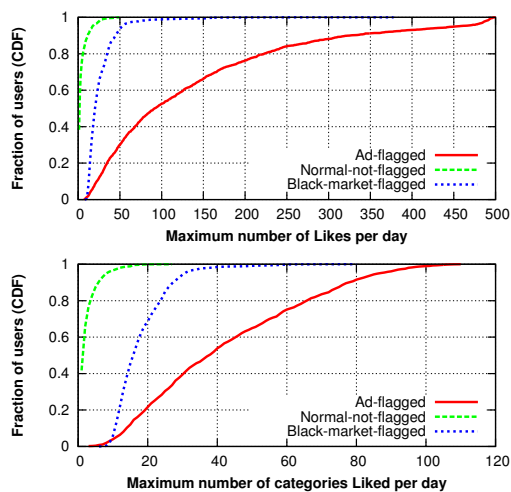 Fraction of users (CDF)
1
0.8
0.6
0.4
0.2
0
Ad-flagged
Normal-not-flagged
Black-market-flagged
0 50 100 150 200 250 300 350 400 450 500
Maximum number of Likes per day
Fraction of users (CDF)
1
0.8
0.6
0.4
0.2
0
Ad-flagged
Normal-not-flagged
Black-market-flagged
0 20 40 60 80 100 120
Maximum number of categories Liked per day